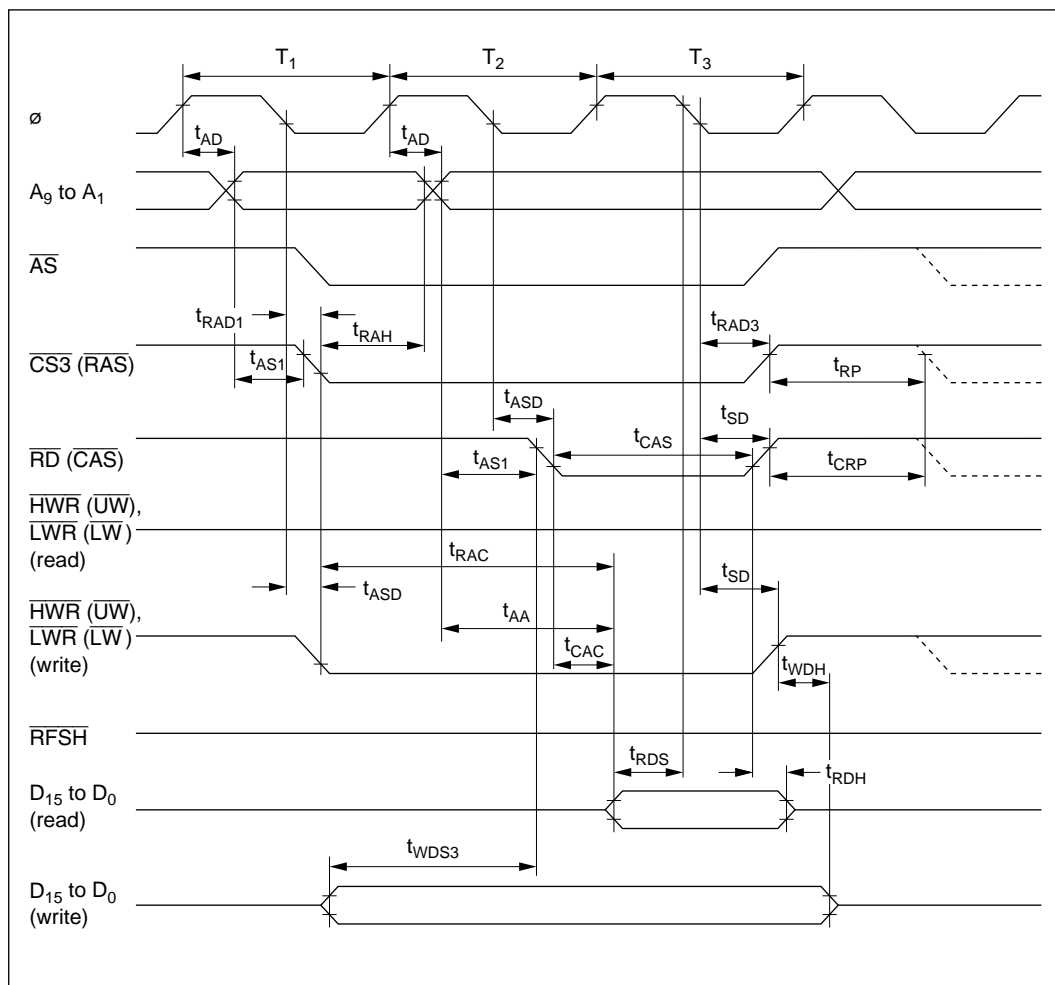 T1 T2 T3
ø
tAD tAD
A9 to A1
AS
tRAD1 tRAH tRAD3
CS3 (RAS)
tAS1 tRP
tASD tSD
tCAS
RD (CAS)
tAS1 tCRP
HWR (UW),
LWR (LW)
(read)
tRAC
tASD tSD
HWR (UW),
tAA
LWR (LW)
(write)
tCAC
tWDH
RFSH
tRDS tRDH
D15 to D0
(read)
tWDS3
D15 to D0
(write)